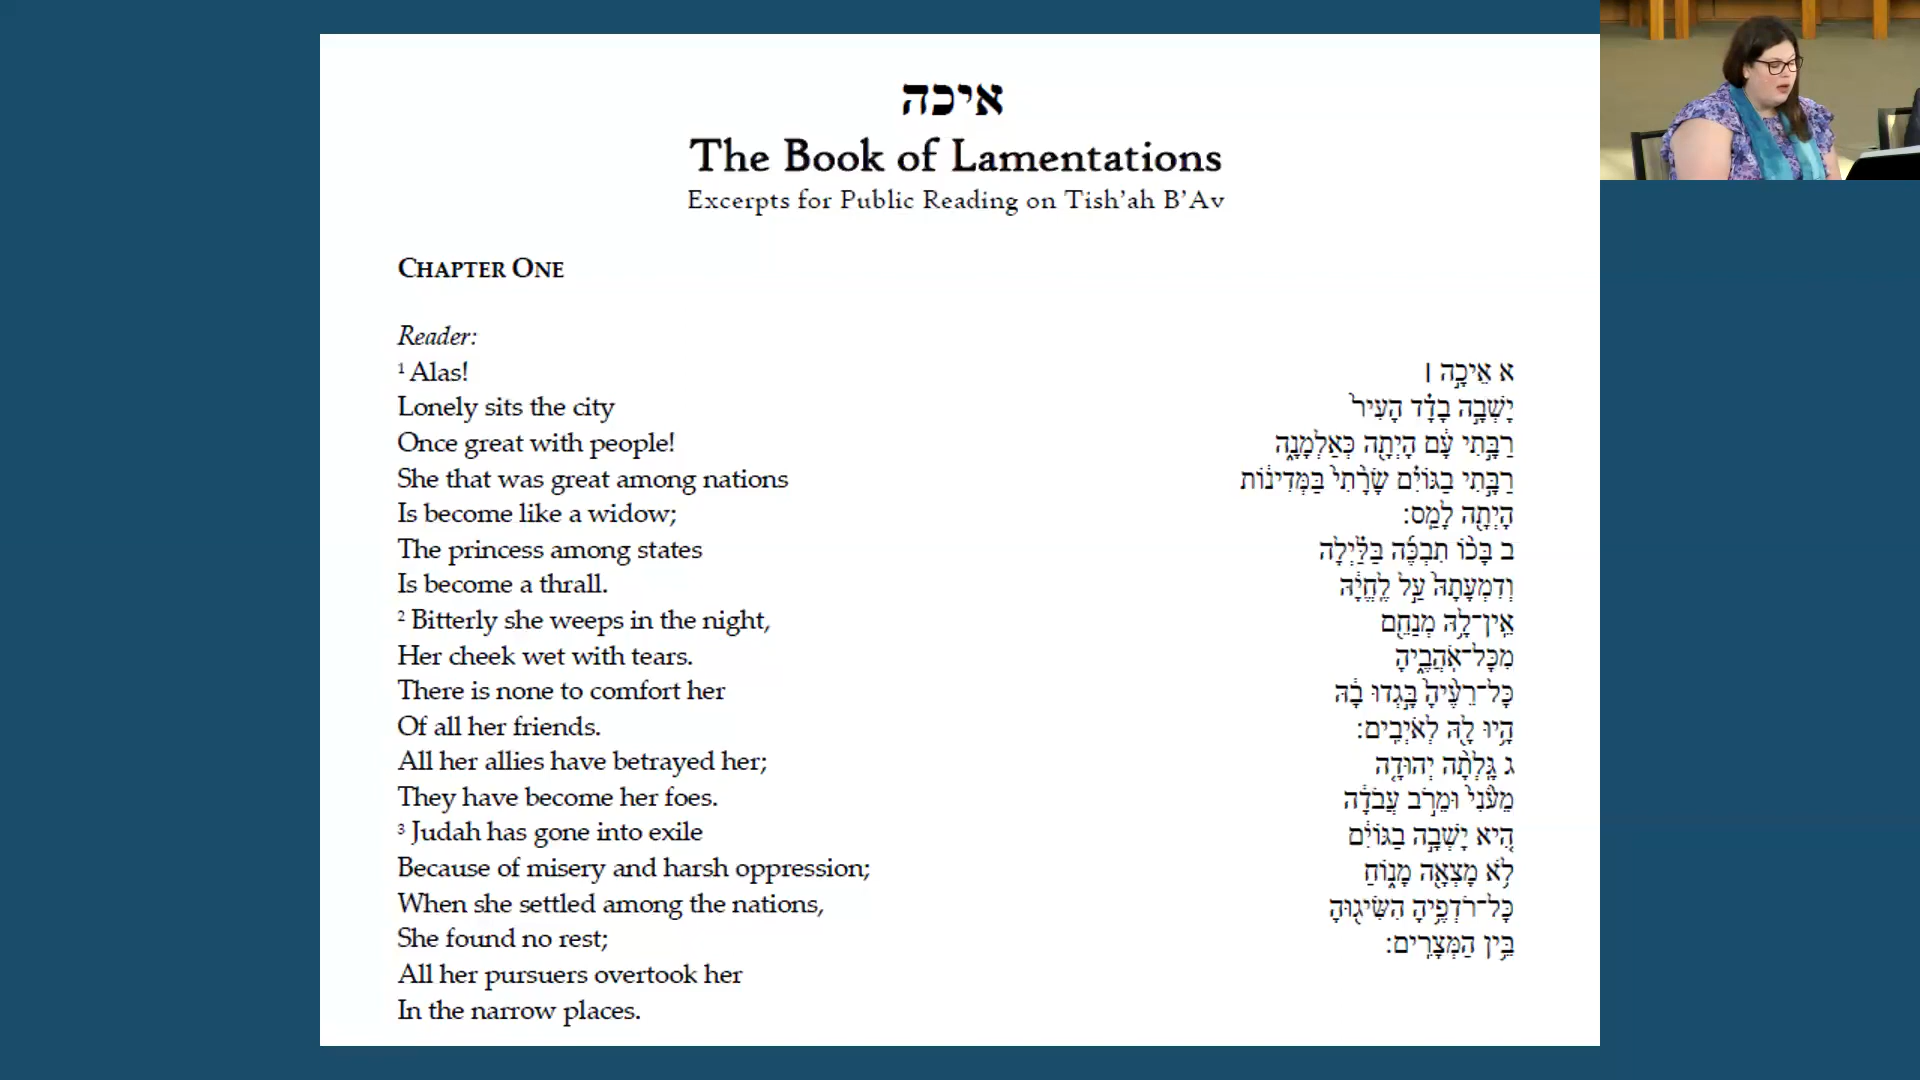 איכה
The Book of Lamentations
Excerpts for Public Reading on Tish’ah B’Av
CHAPTER ONE
Reader:
¹ Alas!
Lonely sits the city
Once great with people!
She that was great among nations
Is become like a widow;
The princess among states
Is become a thrall.
² Bitterly she weeps in the night,
Her cheek wet with tears.
There is none to comfort her
Of all her friends.
All her allies have betrayed her;
They have become her foes.
³ Judah has gone into exile
Because of misery and harsh oppression;
When she settled among the nations,
She found no rest;
All her pursuers overtook her
In the narrow places.
א אֵיכָ֣ה ׀
יָשְׁבָ֣ה בָדָ֗ד הָעִיר֙
רַבָּ֣תִי עָ֔ם הָיְתָ֖ה כְּאַלְמָנָ֑ה
רַבָּ֣תִי בַגּוֹיִ֗ם שָׂרָ֙תִי֙ בַּמְּדִינ֔וֹת
הָיְתָ֖ה לָמַֽס׃
ב בָּכ֨וֹ תִבְכֶּ֜ה בַּלַּ֗יְלָה
וְדִמְעָתָהּ֙ עַ֣ל לֶֽחֱיָ֔הּ
אֵֽין־לָ֥הּ מְנַחֵ֖ם
מִכׇּל־אֹהֲבֶ֑יהָ
כׇּל־רֵעֶ֙יהָ֙ בָּ֣גְדוּ בָ֔הּ
הָ֥יוּ לָ֖הּ לְאֹיְבִֽים׃
ג גָּֽלְתָ֨ה יְהוּדָ֤ה
מֵעֹ֙נִי֙ וּמֵרֹ֣ב עֲבֹדָ֔ה
הִ֚יא יָשְׁבָ֣ה בַגּוֹיִ֔ם
לֹ֥א מָצְאָ֖ה מָנ֑וֹחַ
כׇּל־רֹדְפֶ֥יהָ הִשִּׂיג֖וּהָ
בֵּ֥ין הַמְּצָרִֽים׃